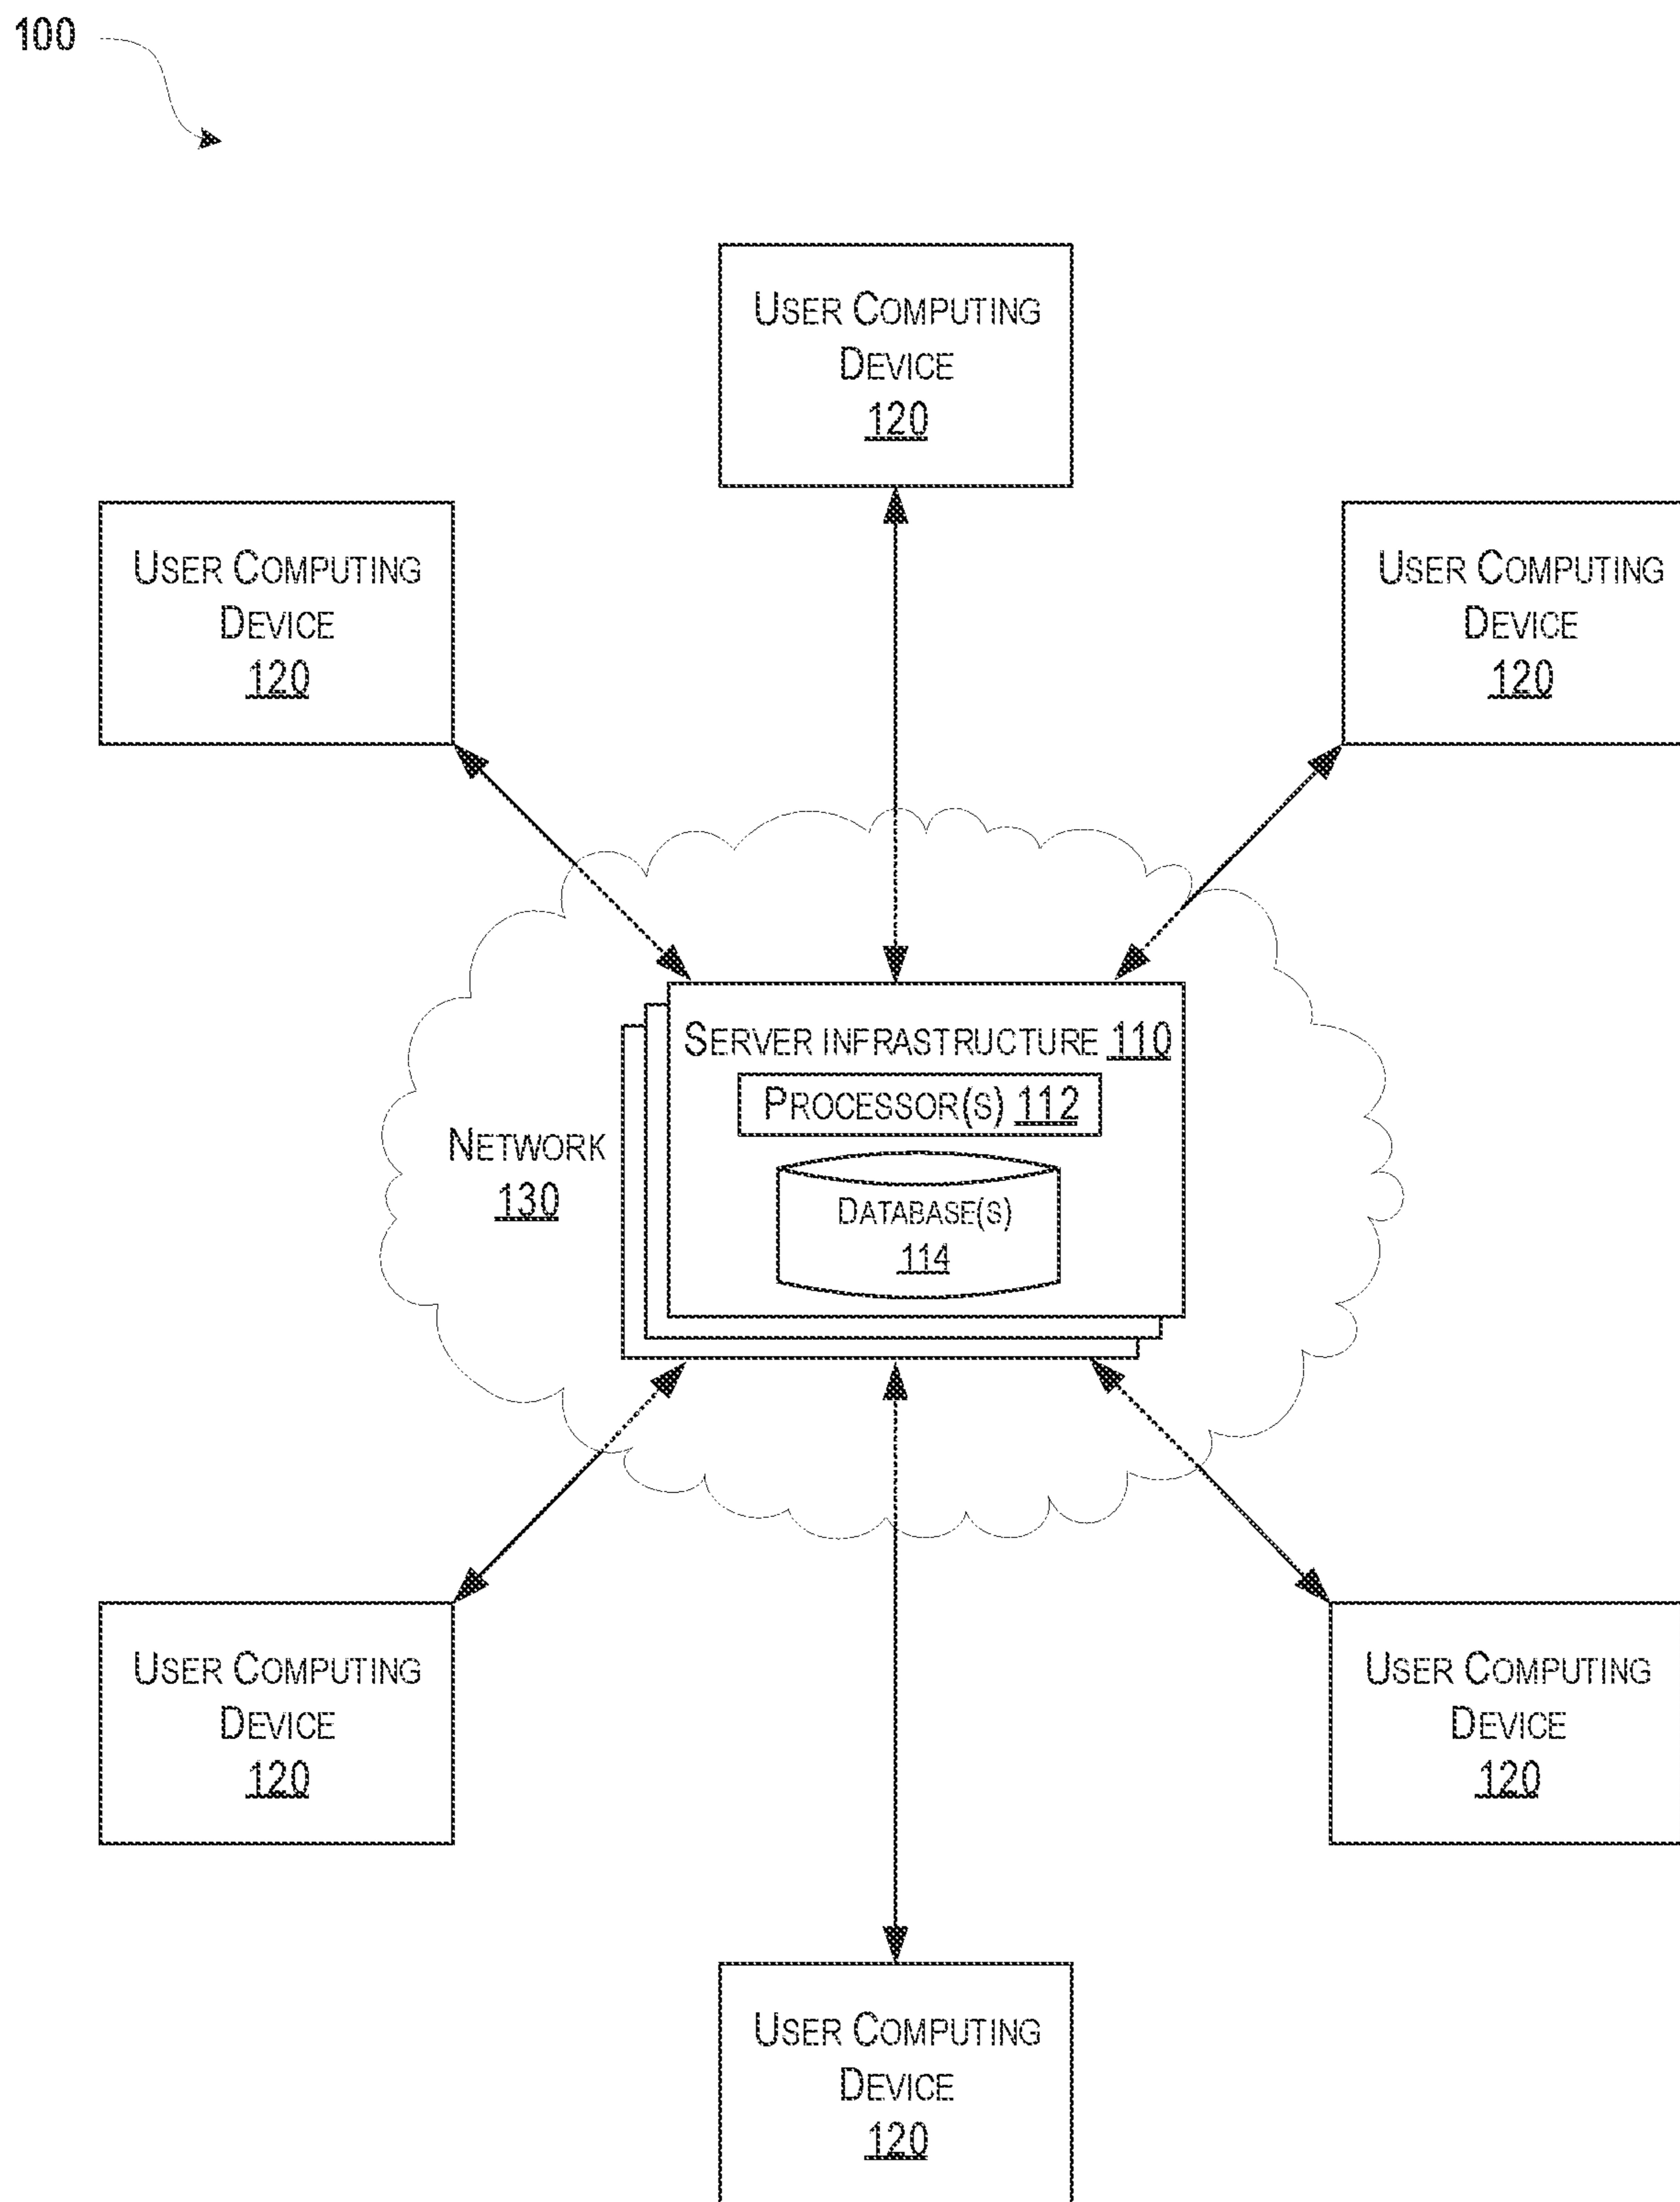 100
USER COMPUTING
DEVICE
120
USER COMPUTING
DEVICE
120
USER COMPUTING
DEVICE
120
SERVER INFRASTRUCTURE 110
PROCESSOR(S) 112
NETWORK
130
DATABASE(S)
114
USER COMPUTING
DEVICE
120
USER COMPUTING
DEVICE
120
USER COMPUTING
DEVICE
120